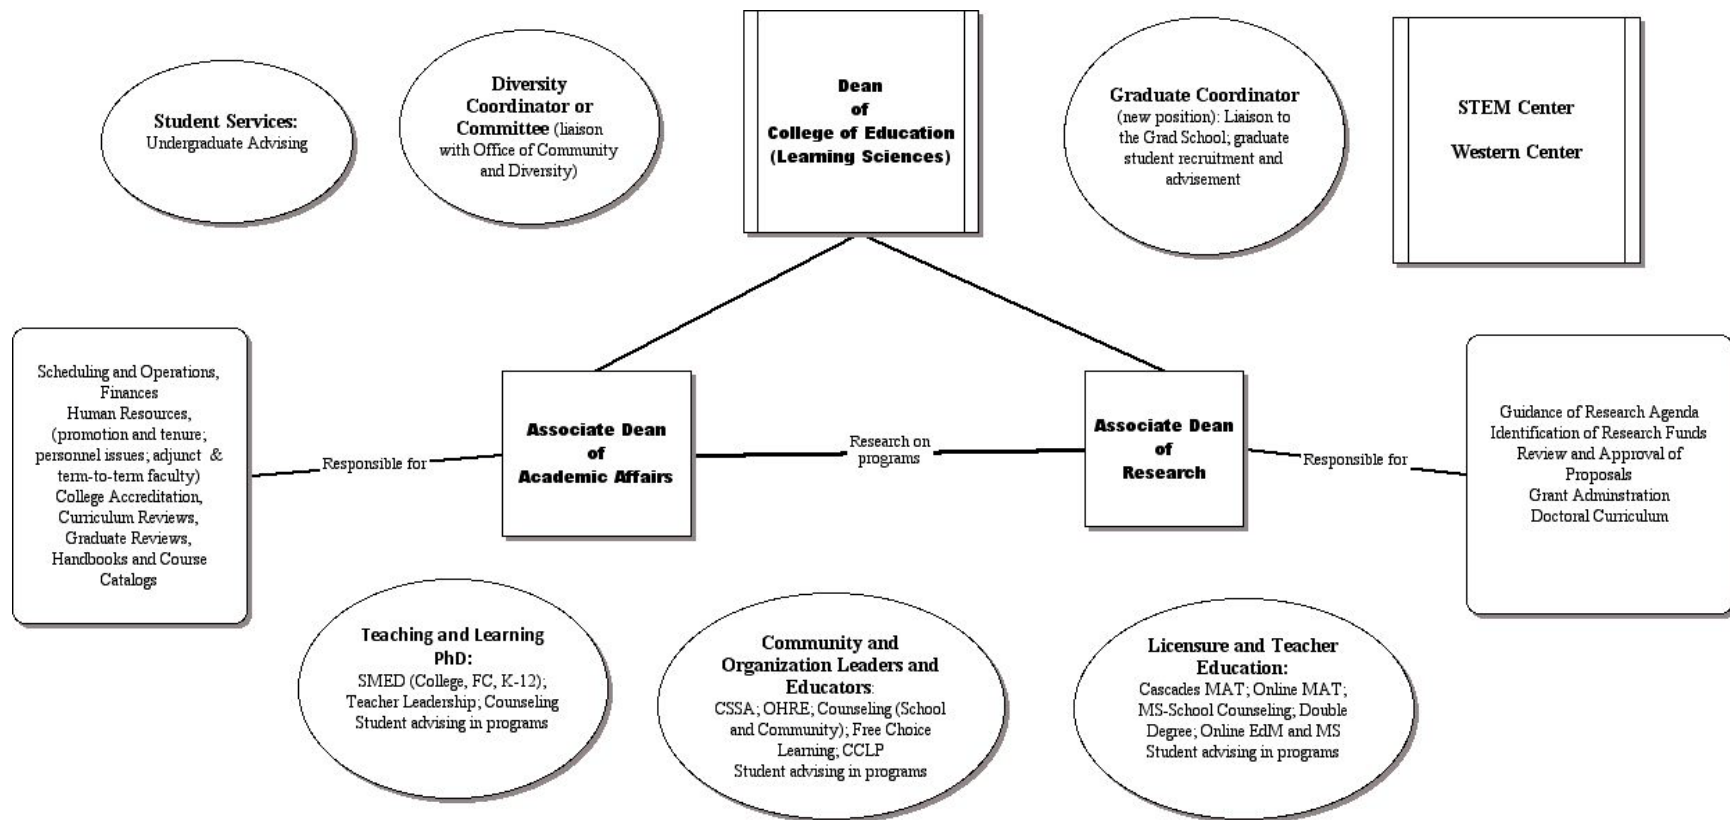 Student Services:
Undergraduate Advising
Diversity
Coordinator or
Committee (liaison
with Office of Community
and Diversity)
Dean
of
College of Education
(Learning Sciences)
Graduate Coordinator
(new position): Liaison to
the Grad School; graduate
student recruitment and
advisement
STEM Center
Western Center
Scheduling and Operations,
Finances
Human Resources,
(promotion and tenure;
personnel issues; adjunct &
term-to-term faculty)
College Accreditation,
Curriculum Reviews,
Graduate Reviews,
Handbooks and Course
Catalogs
Responsible for
Associate Dean
of
Academic Affairs
Research on
programs
Associate Dean
of
Research
Responsible for
Guidance of Research Agenda
Identification of Research Funds
Review and Approval of
Proposals
Grant Adminstration
Doctoral Curriculum
Teaching and Learning
PhD:
SMED (College, FC, K-12);
Teacher Leadership; Counseling
Student advising in programs
Community and
Organization Leaders and
Educators:
CSSA; OHRE; Counseling (School
and Community); Free Choice
Learning; CCLP
Student advising in programs
Licensure and Teacher
Education:
Cascades MAT; Online MAT;
MS-School Counseling; Double
Degree; Online EdM and MS
Student advising in programs